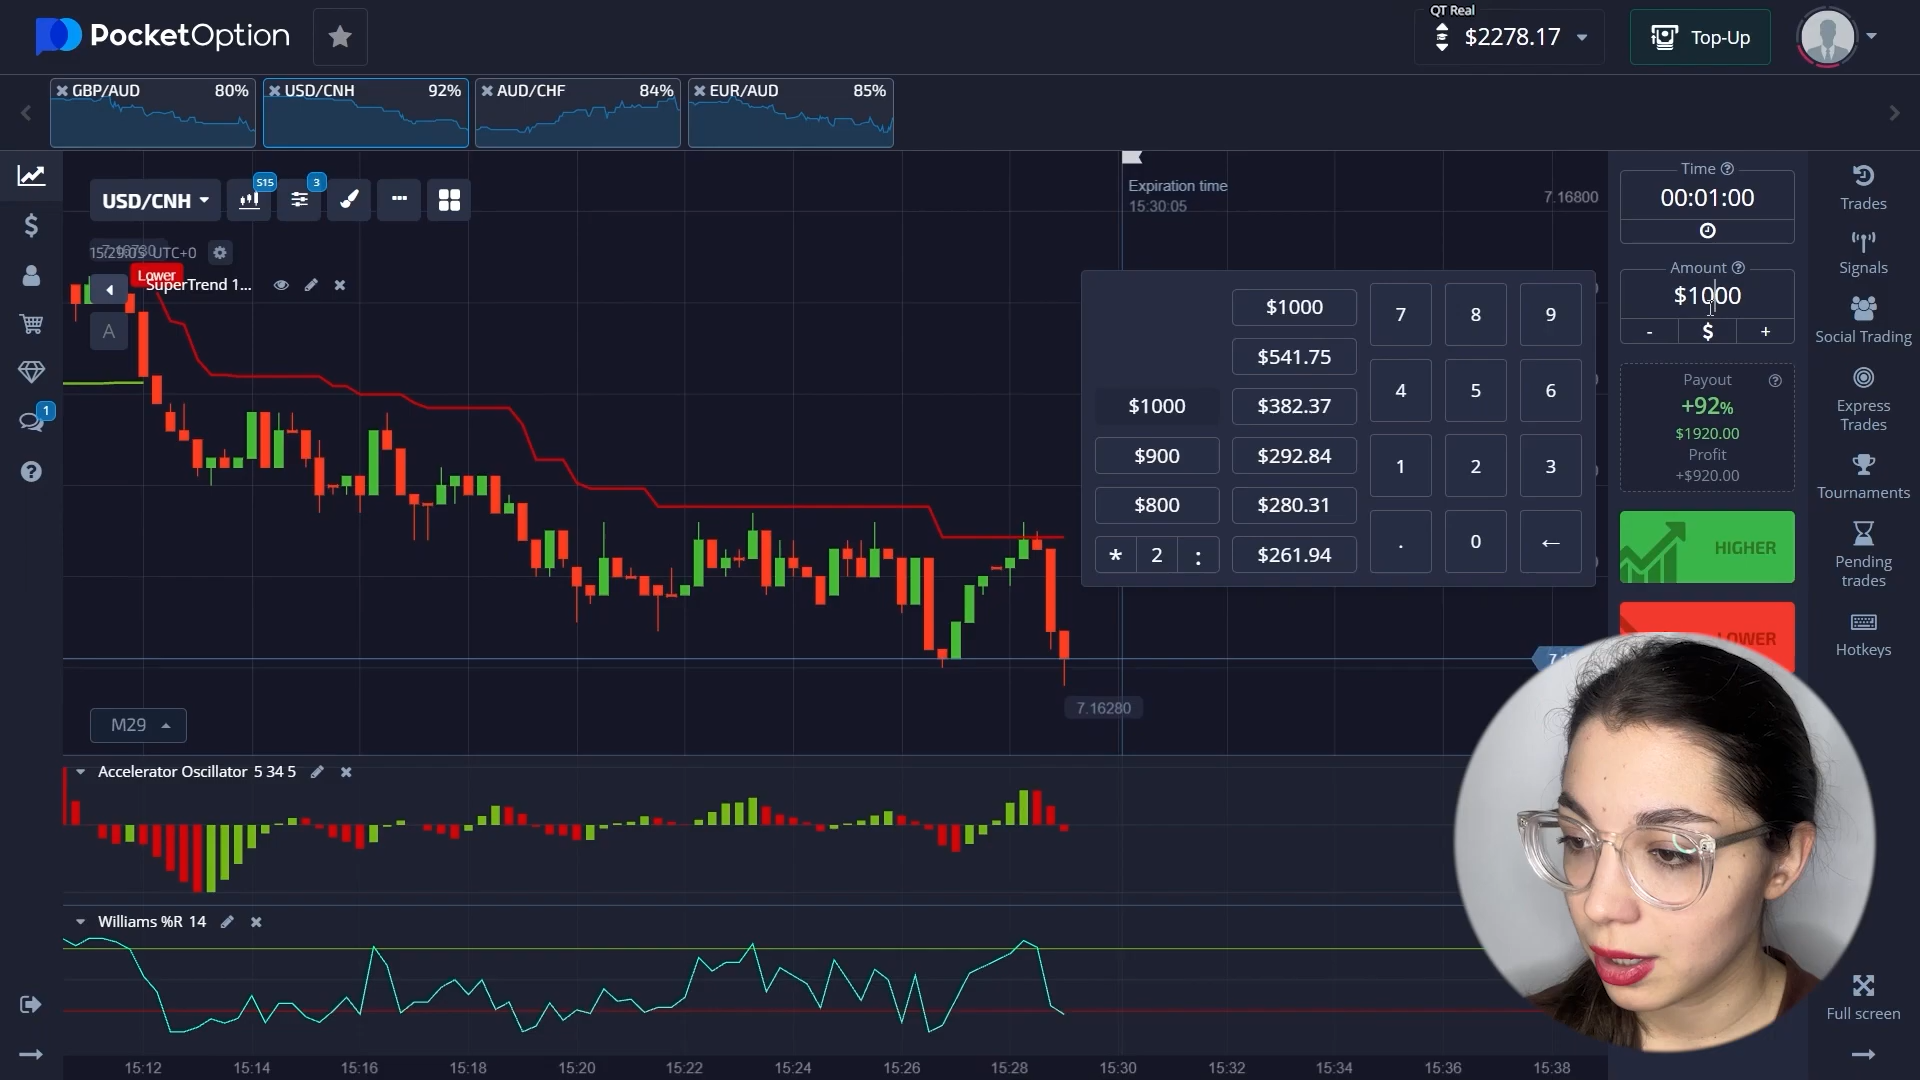 PocketOption
QT Real
$2278.17
Top-Up
GBP/AUD 80%
USD/CNH 92%
AUD/CHF 84%
EUR/AUD 85%
USD/CNH
S15
3
15:29:05 UTC+0
Lower
SuperTrend 1...
A
Expiration time
15:30:05
7.16800
$1000
$541.75
$1000
$382.37
$900
$292.84
$800
$280.31
* 2 :
$261.94
7 8 9
4 5 6
1 2 3
. 0 ←
Time
00:01:00
Amount
$1000
- $ +
Payout
+92%
$1920.00
Profit
+$920.00
HIGHER
LOWER
Trades
Signals
Social Trading
Express
Trades
Tournaments
Pending
trades
Hotkeys
Full screen
1
M29
7.16280
Accelerator Oscillator 5 34 5
Williams %R 14
15:12 15:14 15:16 15:18 15:20 15:22 15:24 15:26 15:28 15:30 15:32 15:34 15:36 15:38